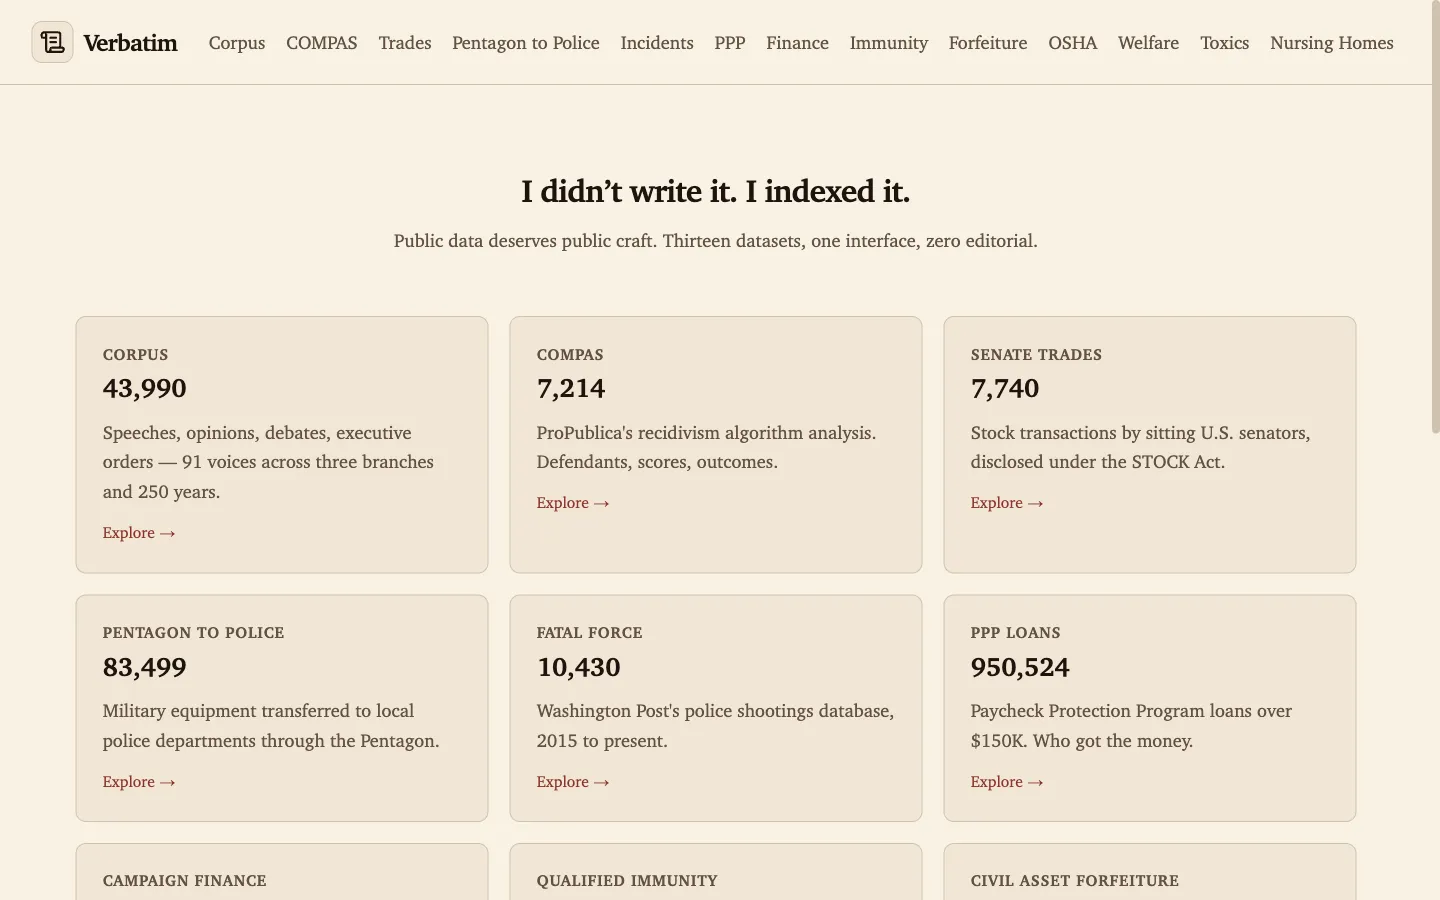 Verbatim Corpus COMPAS Trades Pentagon to Police Incidents PPP Finance Immunity Forfeiture OSHA Welfare Toxics Nursing Homes
I didn’t write it. I indexed it.
Public data deserves public craft. Thirteen datasets, one interface, zero editorial.
CORPUS
43,990
Speeches, opinions, debates, executive
orders — 91 voices across three branches
and 250 years.
Explore →
COMPAS
7,214
ProPublica's recidivism algorithm analysis.
Defendants, scores, outcomes.
Explore →
SENATE TRADES
7,740
Stock transactions by sitting U.S. senators,
disclosed under the STOCK Act.
Explore →
PENTAGON TO POLICE
83,499
Military equipment transferred to local
police departments through the Pentagon.
Explore →
FATAL FORCE
10,430
Washington Post's police shootings database,
2015 to present.
Explore →
PPP LOANS
950,524
Paycheck Protection Program loans over
$150K. Who got the money.
Explore →
CAMPAIGN FINANCE
QUALIFIED IMMUNITY
CIVIL ASSET FORFEITURE